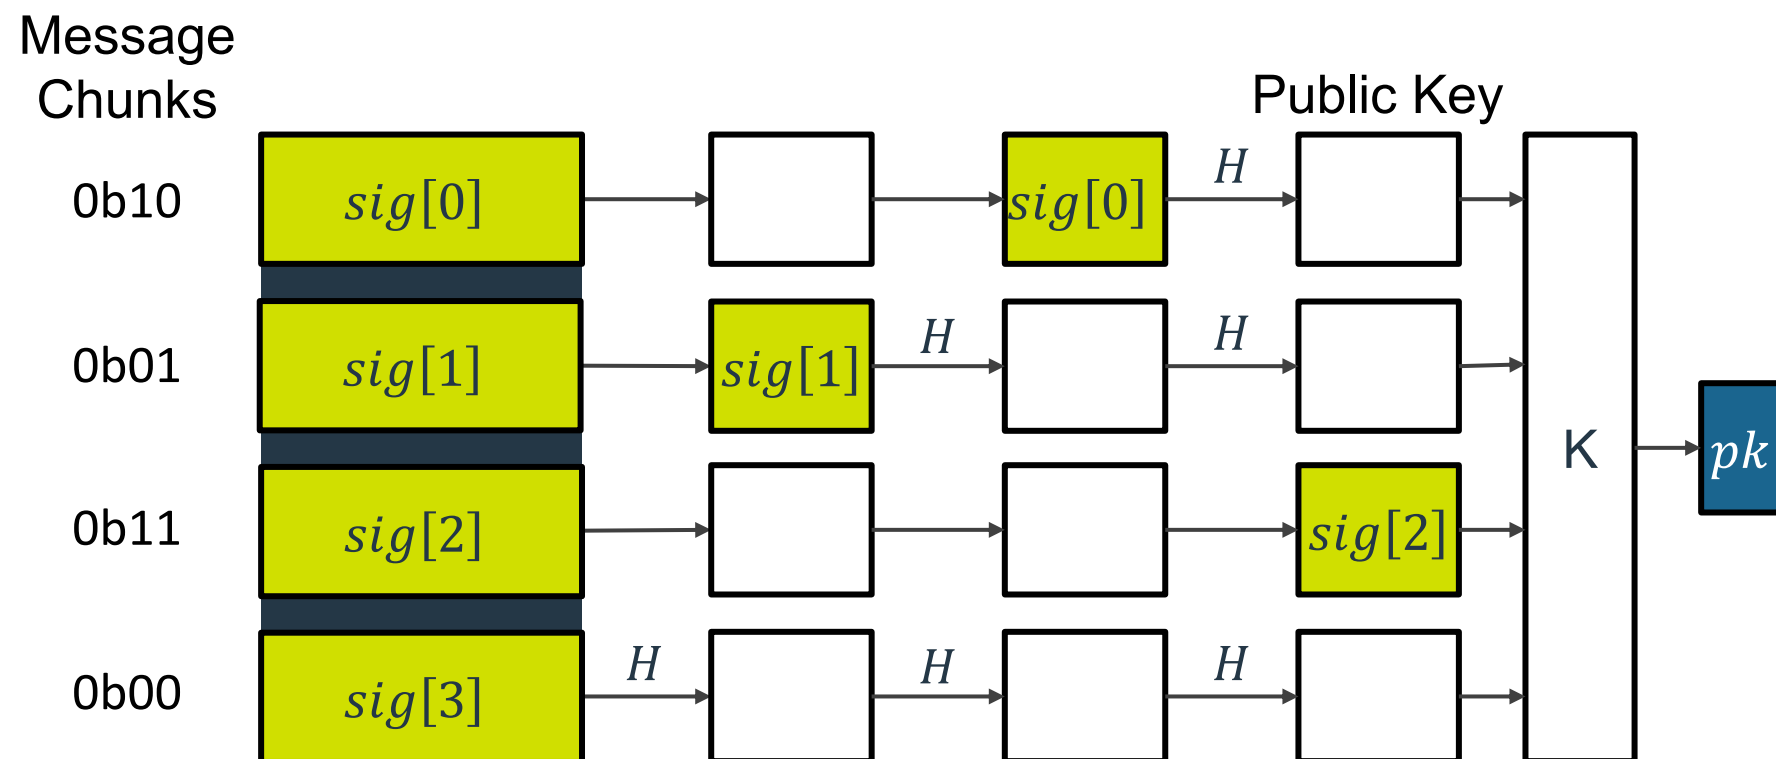 Message
Chunks
Public Key
0b10
sig[0]
sig[0]
H
0b01
sig[1]
sig[1]
H
H
K
pk
0b11
sig[2]
sig[2]
0b00
sig[3]
H
H
H